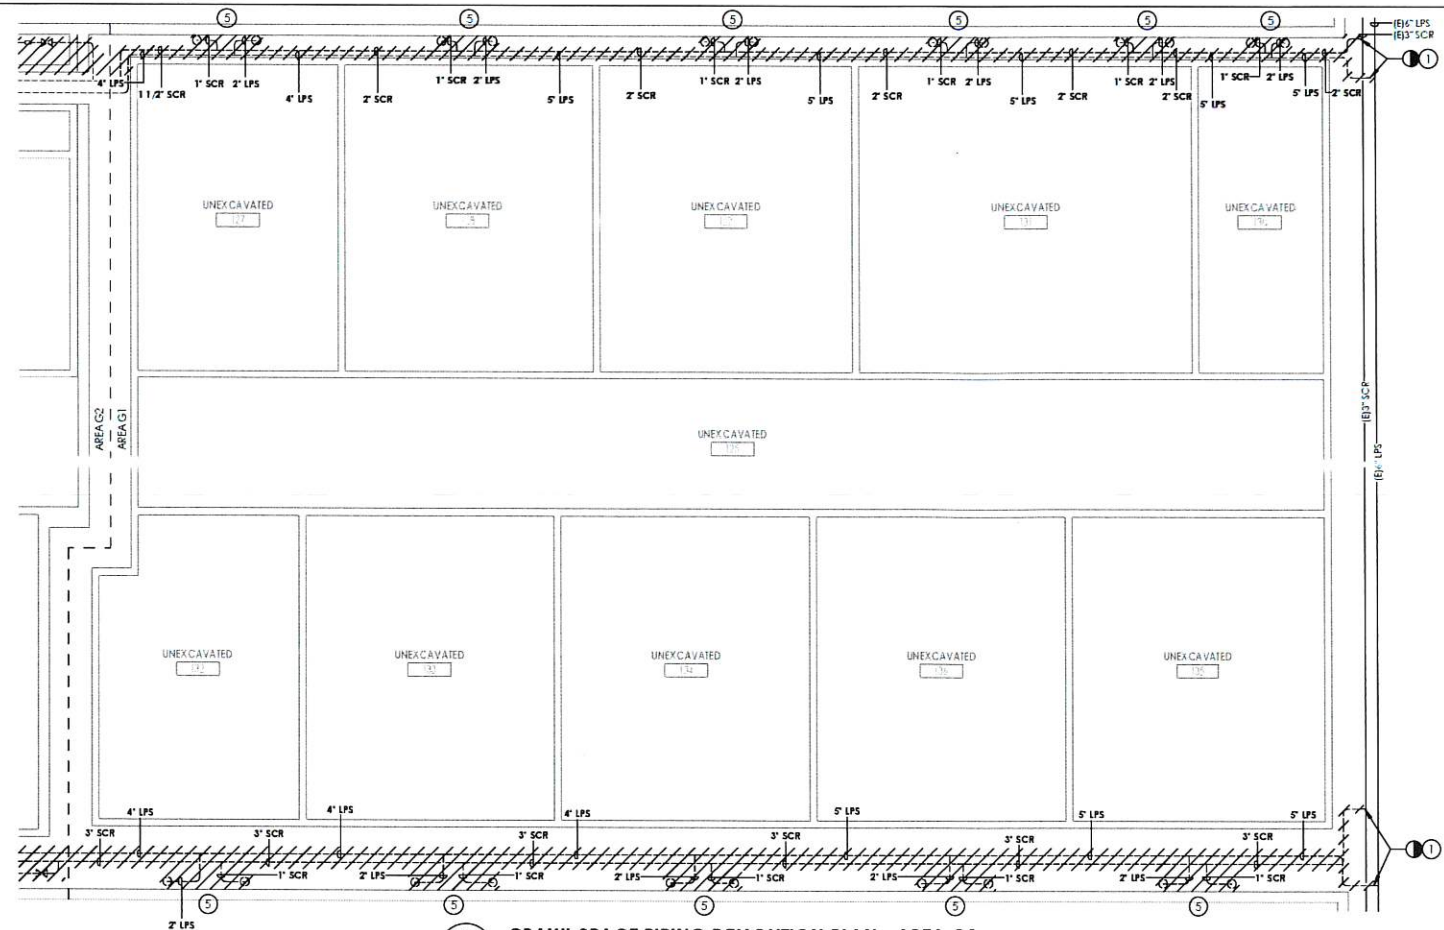 5 5 5 5 5 5
(E)6" LPS
(E)3" SCR
1
4" LPS 1 1/2" SCR 1" SCR 2" LPS 4" LPS 2" SCR 1" SCR 2" LPS 5" LPS 2" SCR 1" SCR 2" LPS 5" LPS 2" SCR 1" SCR 2" LPS 5" LPS 2" SCR 1" SCR 2" LPS 2" SCR 5" LPS 1" SCR 2" LPS 5" LPS 2" SCR
UNEXCAVATED UNEXCAVATED UNEXCAVATED UNEXCAVATED UNEXCAVATED
127
AREA G2
AREA G1
UNEXCAVATED
(E)3" SCR
(E)6" LPS
UNEXCAVATED UNEXCAVATED UNEXCAVATED UNEXCAVATED UNEXCAVATED
134 136 135
4" LPS 4" LPS 4" LPS 5" LPS 5" LPS 5" LPS
3" SCR 3" SCR 3" SCR 3" SCR 3" SCR 3" SCR
1
1" SCR 2" LPS 1" SCR 2" LPS 1" SCR 2" LPS 1" SCR 2" LPS 1" SCR
5 5 5 5 5
2" LPS